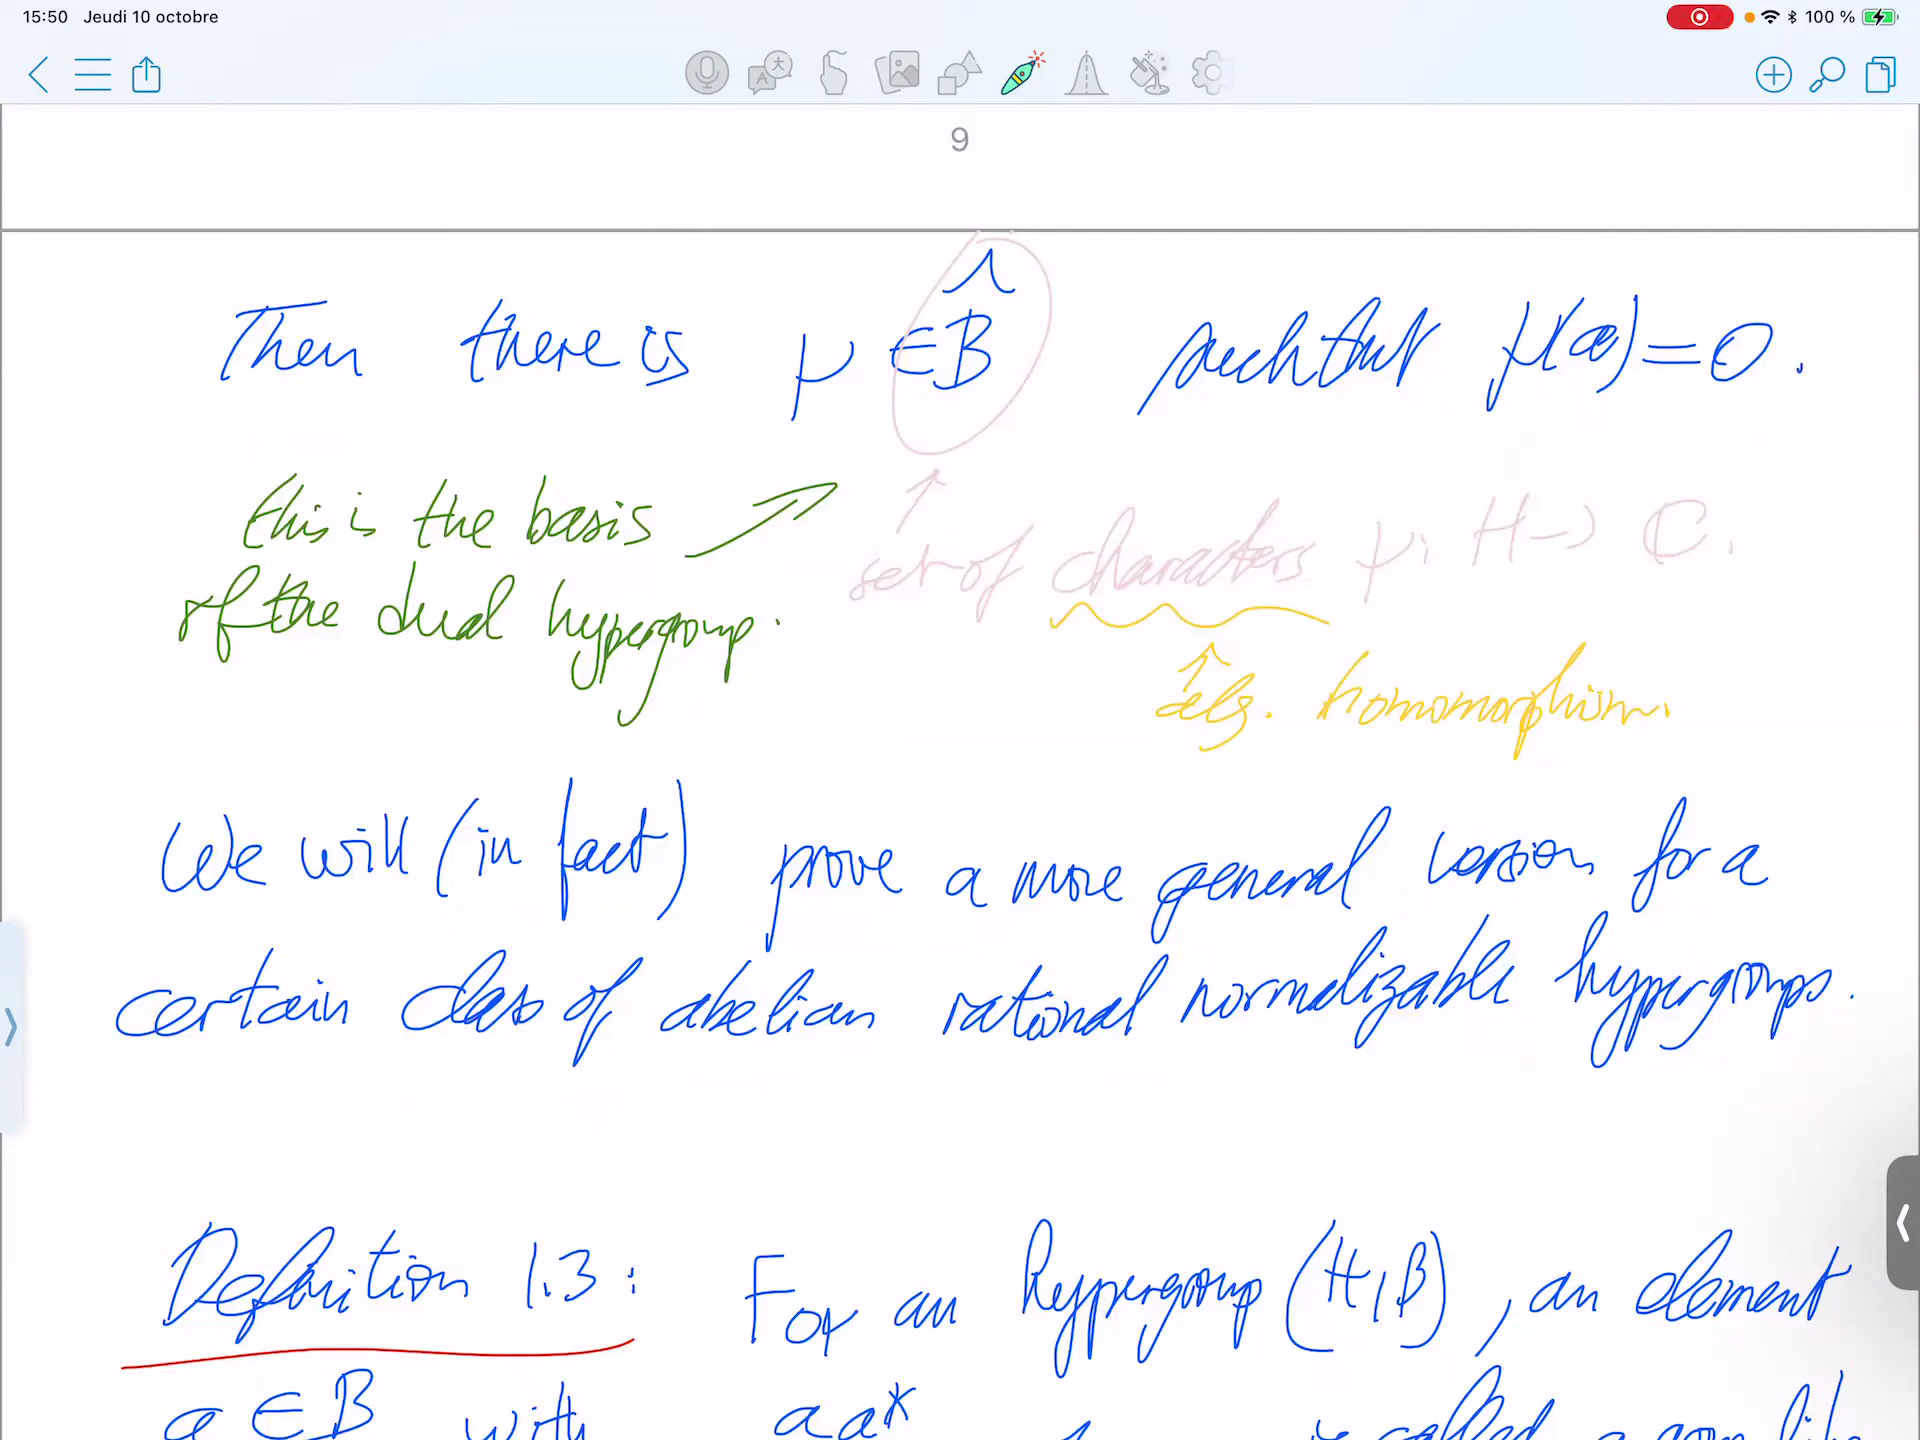 15:50 Jeudi 10 octobre
100 %
9
Then there is μ ∈ B̂ such that μ(x) = 0.
this is the basis
of the dual hypergroup.
set of characters μ: H → ℂ.
alg. homomorphism.
We will (in fact) prove a more general version for a
certain class of abelian rational normalizable hypergroups.
Definition 1.3: For an hypergroup (H, B), an element
a ∈ B with aa*